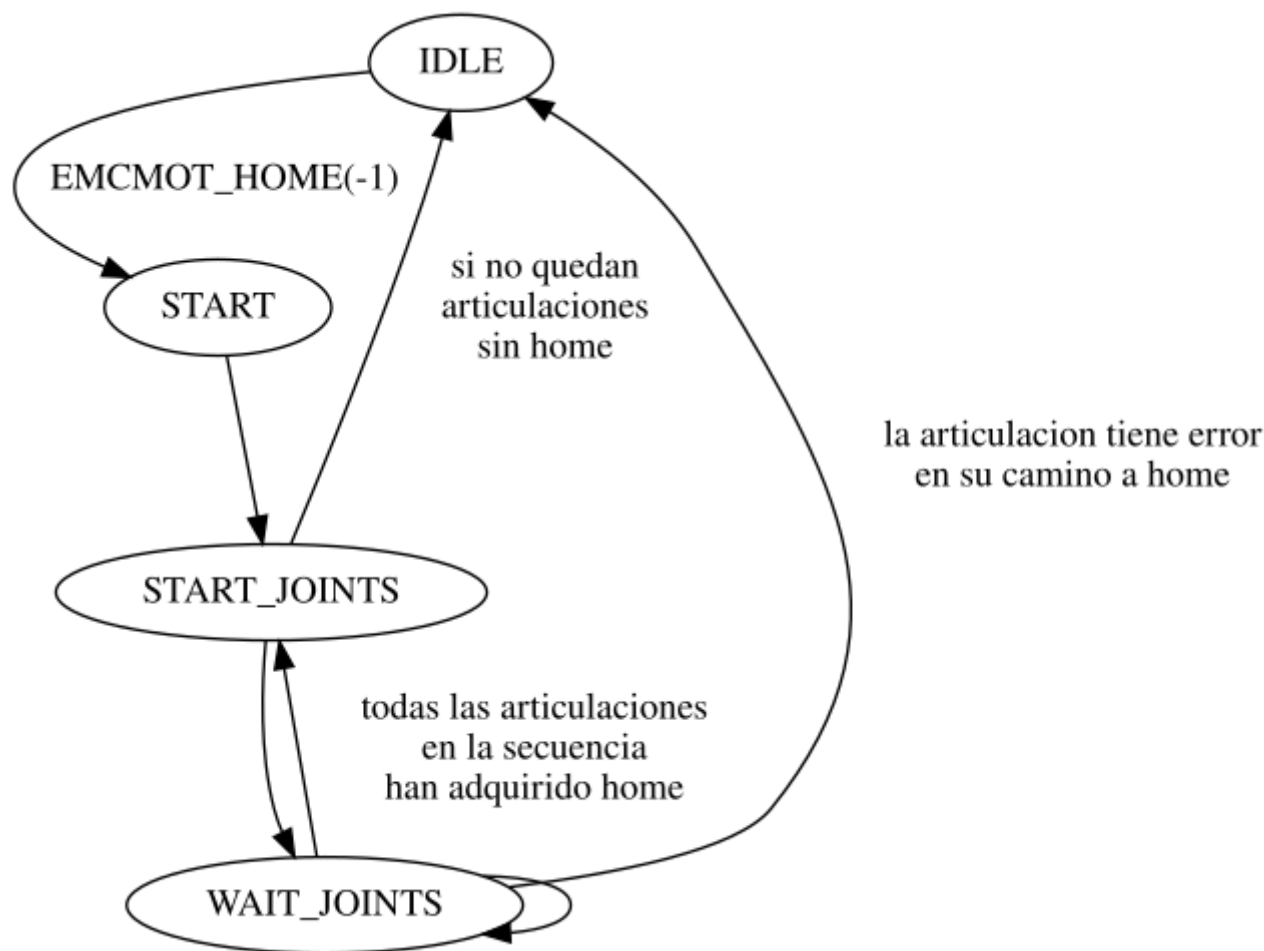 IDLE
EMCMOT_HOME(-1)
si no quedan
articulaciones
sin home
START
la articulacion tiene error
en su camino a home
START_JOINTS
todas las articulaciones
en la secuencia
han adquirido home
WAIT_JOINTS